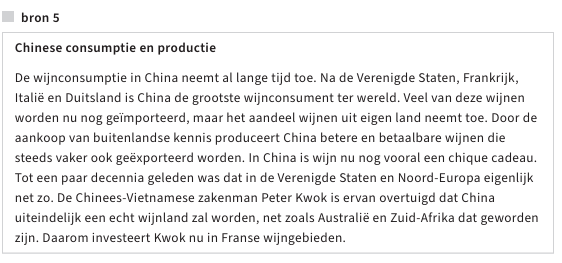 bron 5
Chinese consumptie en productie
De wijnconsumptie in China neemt al lange tijd toe. Na de Verenigde Staten, Frankrijk,
Italië en Duitsland is China de grootste wijnconsument ter wereld. Veel van deze wijnen
worden nu nog geïmporteerd, maar het aandeel wijnen uit eigen land neemt toe. Door de
aankoop van buitenlandse kennis produceert China betere en betaalbare wijnen die
steeds vaker ook geëxporteerd worden. In China is wijn nu nog vooral een chique cadeau.
Tot een paar decennia geleden was dat in de Verenigde Staten en Noord-Europa eigenlijk
net zo. De Chinees-Vietnamese zakenman Peter Kwok is ervan overtuigd dat China
uiteindelijk een echt wijnland zal worden, net zoals Australië en Zuid-Afrika dat geworden
zijn. Daarom investeert Kwok nu in Franse wijngebieden.